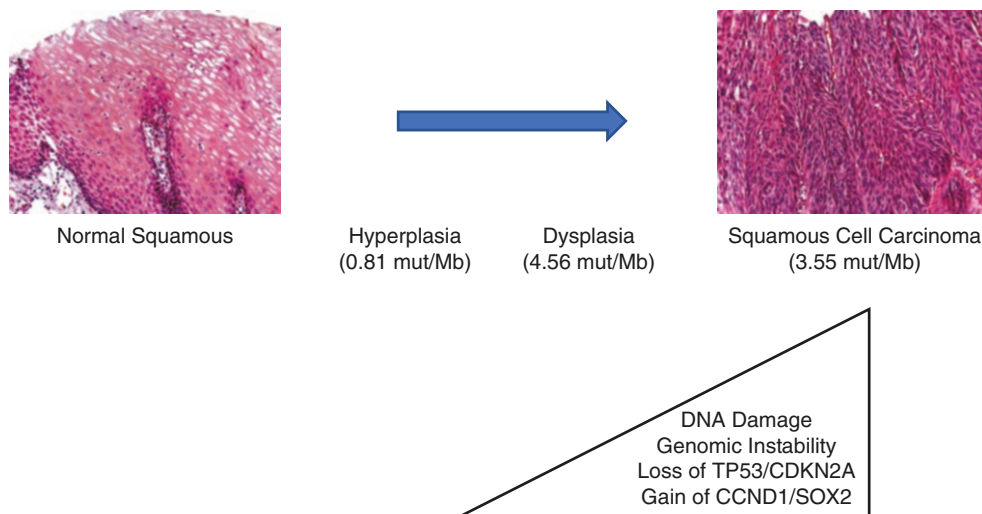 Normal Squamous
Hyperplasia
(0.81 mut/Mb)
Dysplasia
(4.56 mut/Mb)
Squamous Cell Carcinoma
(3.55 mut/Mb)
DNA Damage
Genomic Instability
Loss of TP53/CDKN2A
Gain of CCND1/SOX2